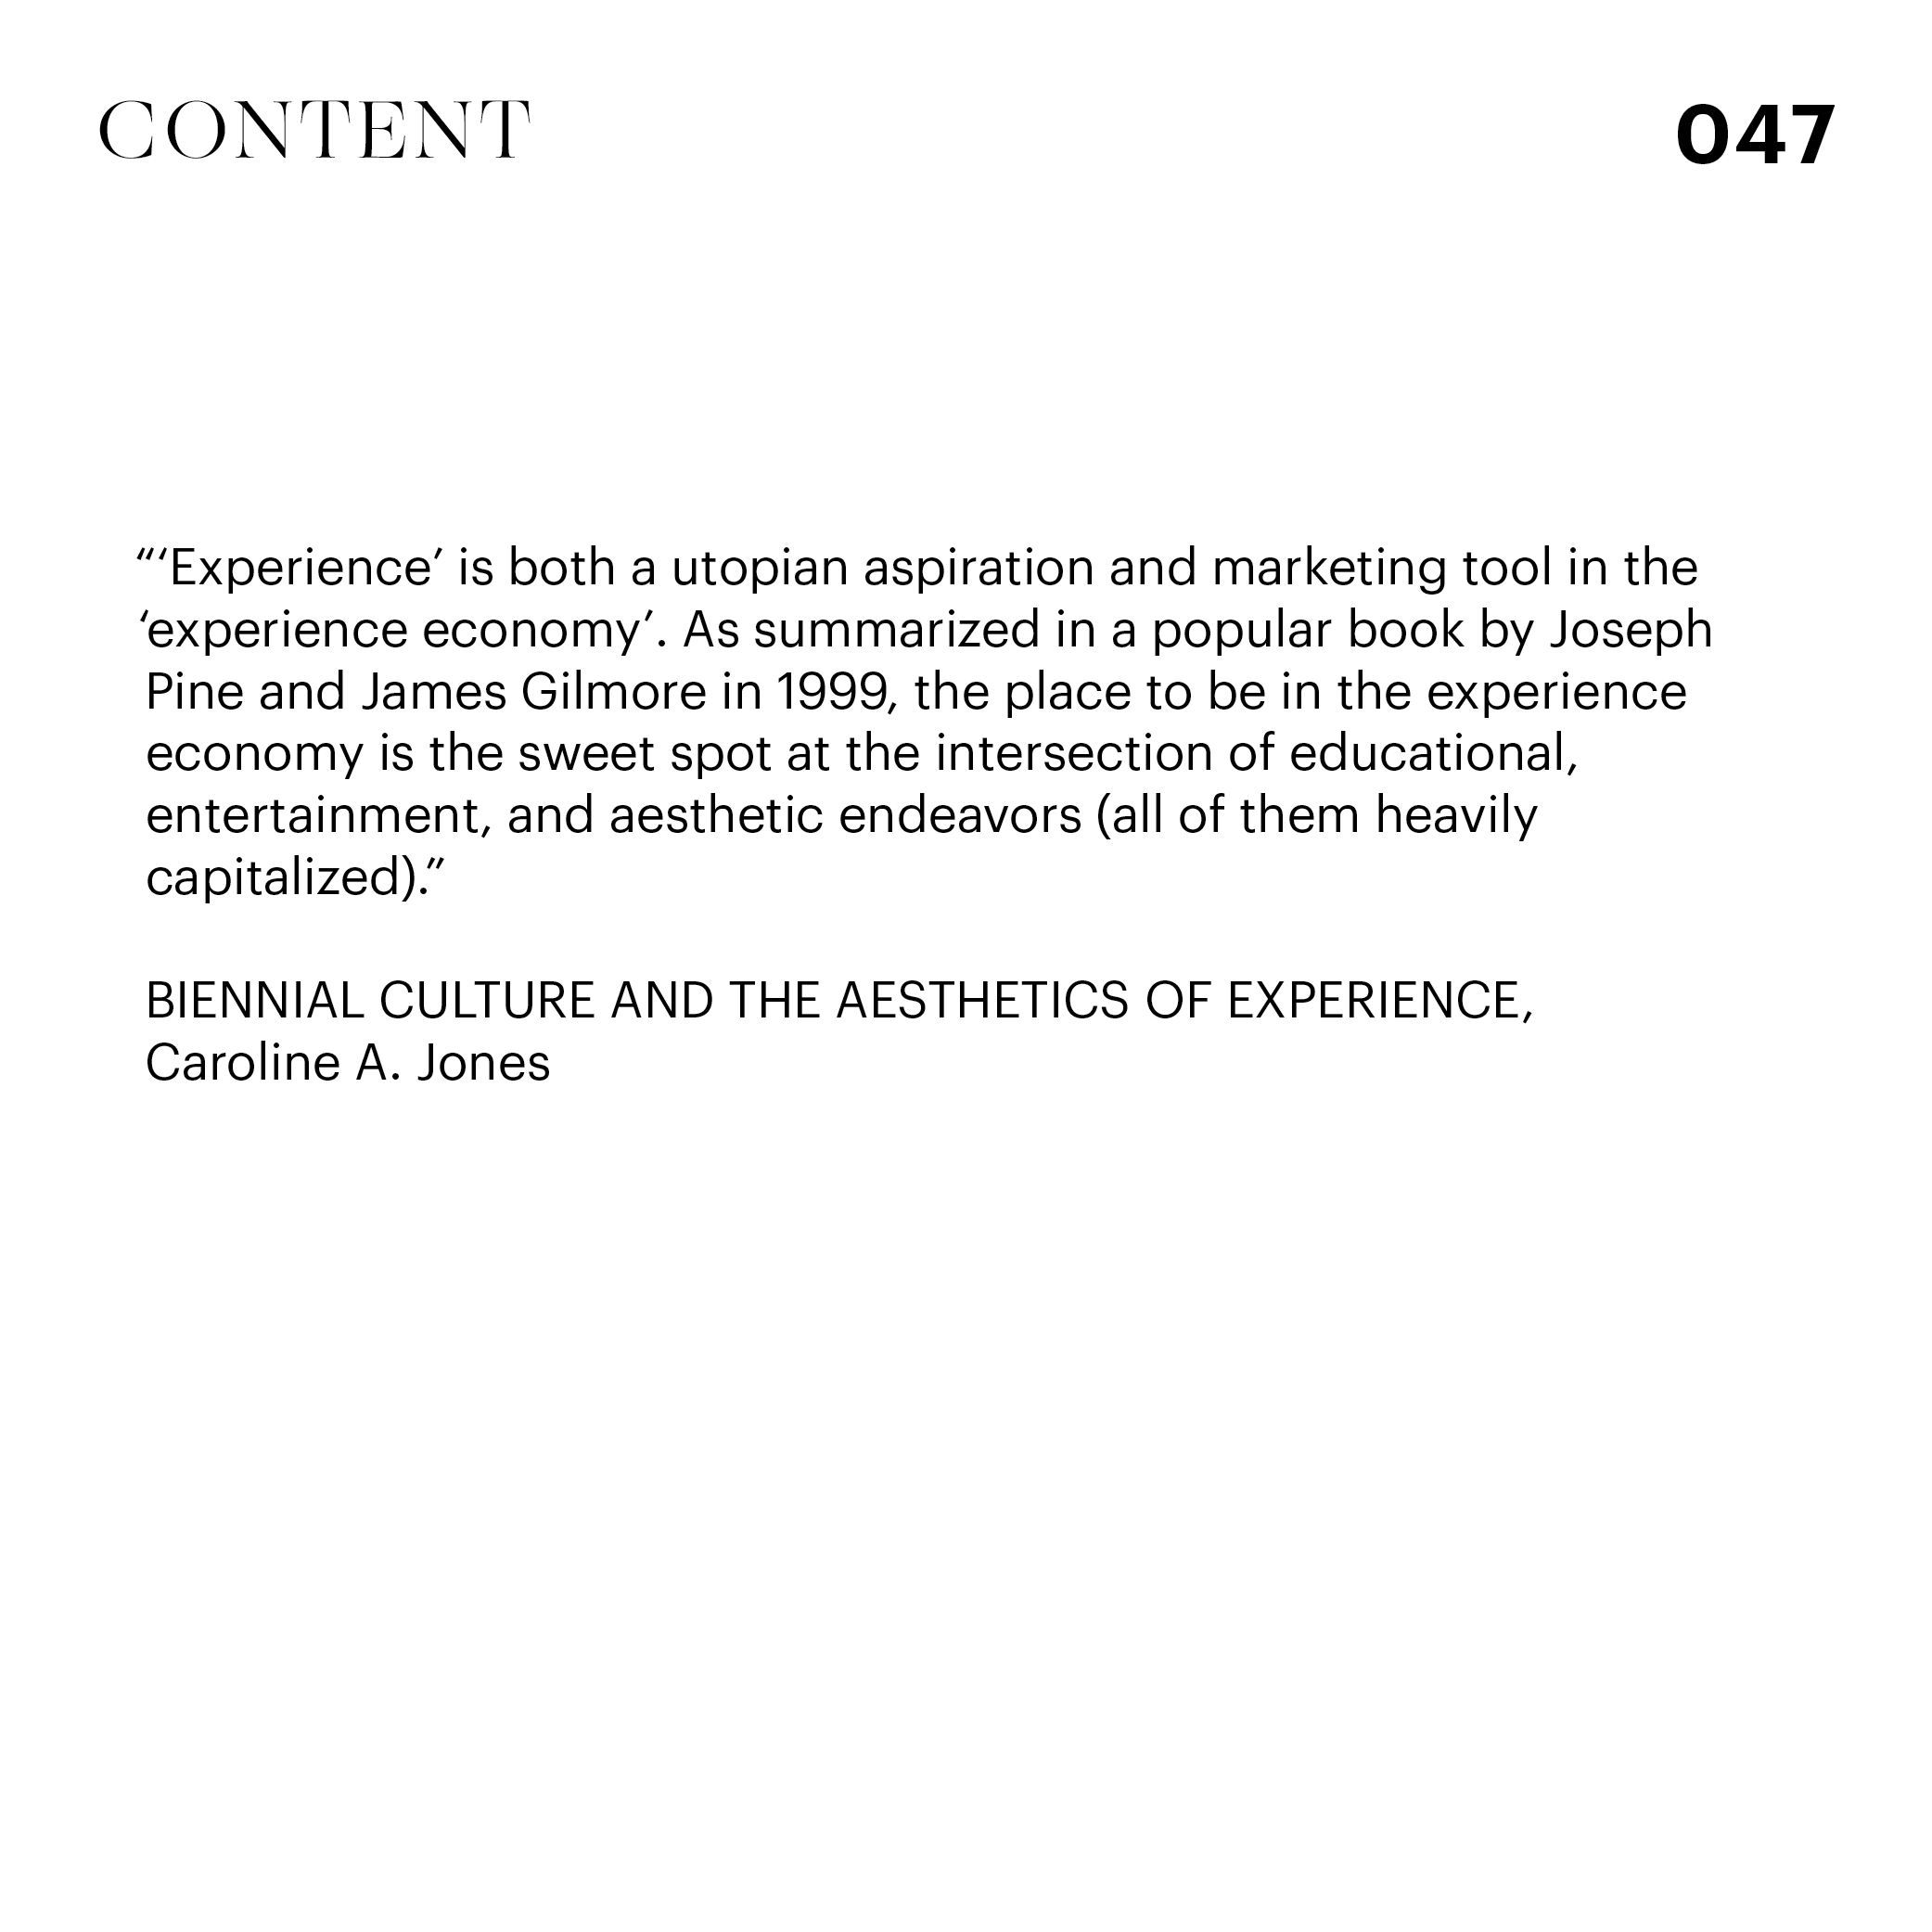 CONTENT
047
“‘Experience’ is both a utopian aspiration and marketing tool in the
‘experience economy’. As summarized in a popular book by Joseph
Pine and James Gilmore in 1999, the place to be in the experience
economy is the sweet spot at the intersection of educational,
entertainment, and aesthetic endeavors (all of them heavily
capitalized).”
BIENNIAL CULTURE AND THE AESTHETICS OF EXPERIENCE,
Caroline A. Jones